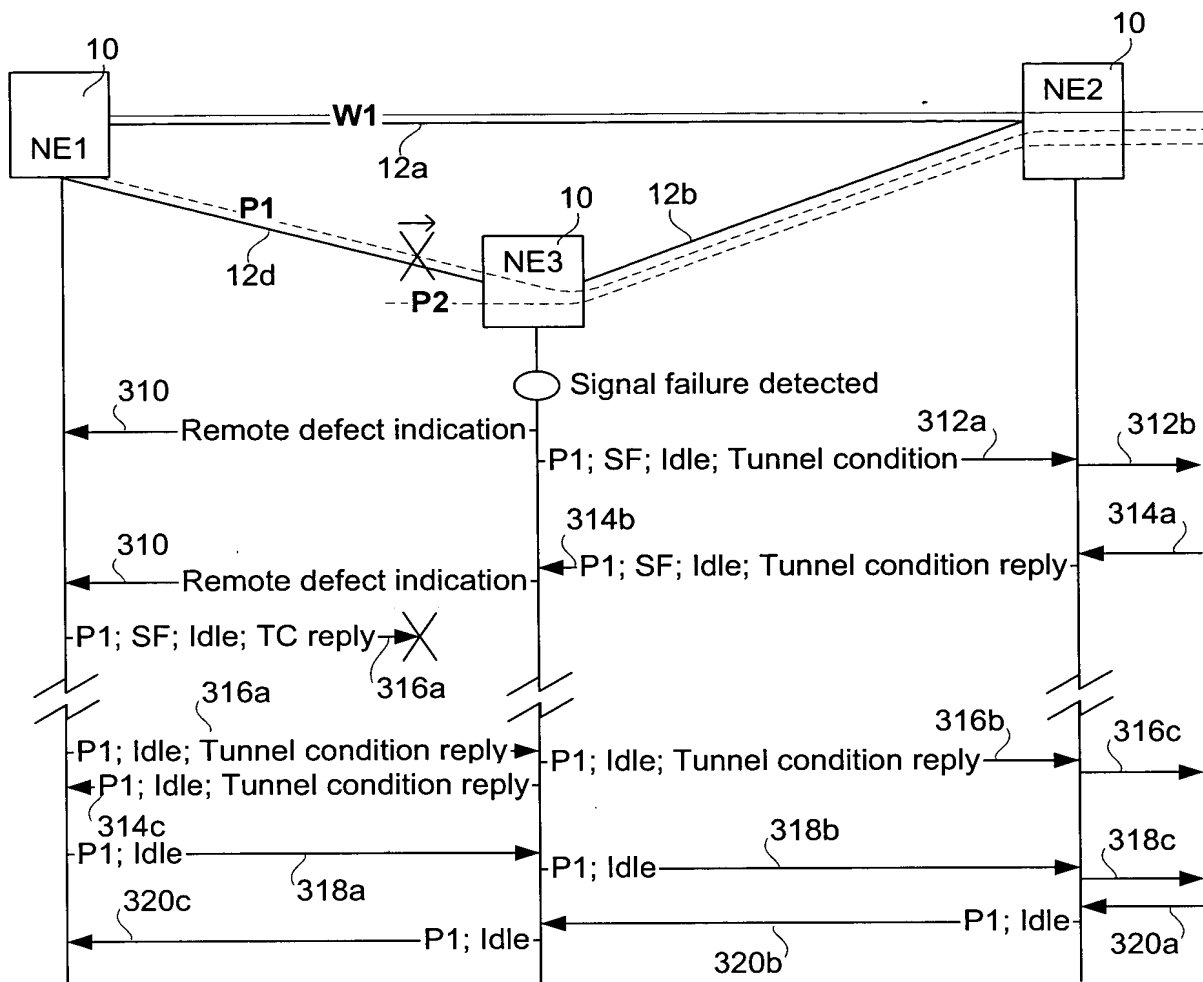 10
10
NE1
W1
NE2
12a
P1
10
12b
12d
NE3
P2
Signal failure detected
310
Remote defect indication
312a
312b
P1; SF; Idle; Tunnel condition
314b
314a
310
P1; SF; Idle; Tunnel condition reply
Remote defect indication
P1; SF; Idle; TC reply
316a
316a
316b
316c
P1; Idle; Tunnel condition reply
P1; Idle; Tunnel condition reply
P1; Idle; Tunnel condition reply
314c
318b
318c
P1; Idle
P1; Idle
318a
320c
P1; Idle
P1; Idle
320b
320a